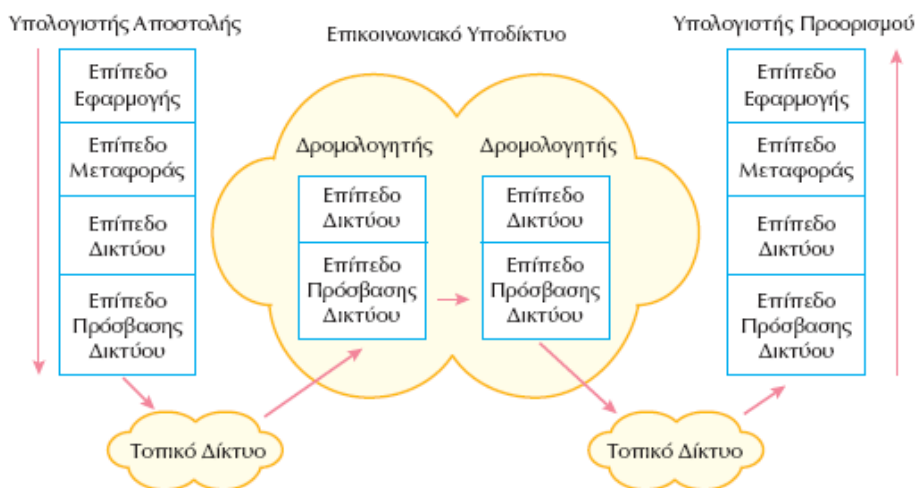 Υπολογιστής Αποστολής
Επίπεδο
Εφαρμογής
Επίπεδο
Μεταφοράς
Επίπεδο
Δικτύου
Επίπεδο
Πρόσβασης
Δικτύου
Τοπικό Δίκτυο
Επικοινωνιακό Υποδίκτυο
Δρομολογητής
Επίπεδο
Δικτύου
Επίπεδο
Πρόσβασης
Δικτύου
Δρομολογητής
Επίπεδο
Δικτύου
Επίπεδο
Πρόσβασης
Δικτύου
Υπολογιστής Προορισμού
Επίπεδο
Εφαρμογής
Επίπεδο
Μεταφοράς
Επίπεδο
Δικτύου
Επίπεδο
Πρόσβασης
Δικτύου
Τοπικό Δίκτυο